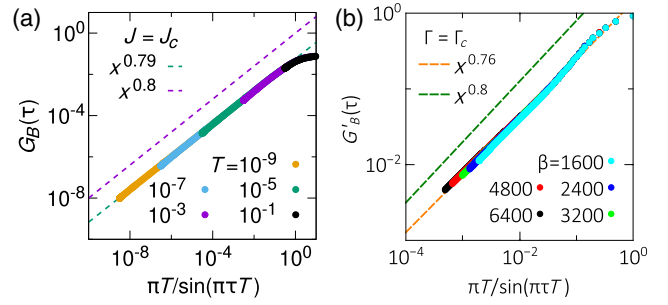 (a)
J = J_c
x^0.79
x^0.8
G_B(τ)
10^0
10^-4
10^-8
T=10^-9
10^-7
10^-5
10^-3
10^-1
10^-8
10^-4
10^0
πT/sin(πτT)
(b)
Γ = Γ_c
x^0.76
x^0.8
G'_B(τ)
10^0
10^-2
β=1600
4800
2400
6400
3200
10^-4
10^-2
10^0
πT/sin(πτT)